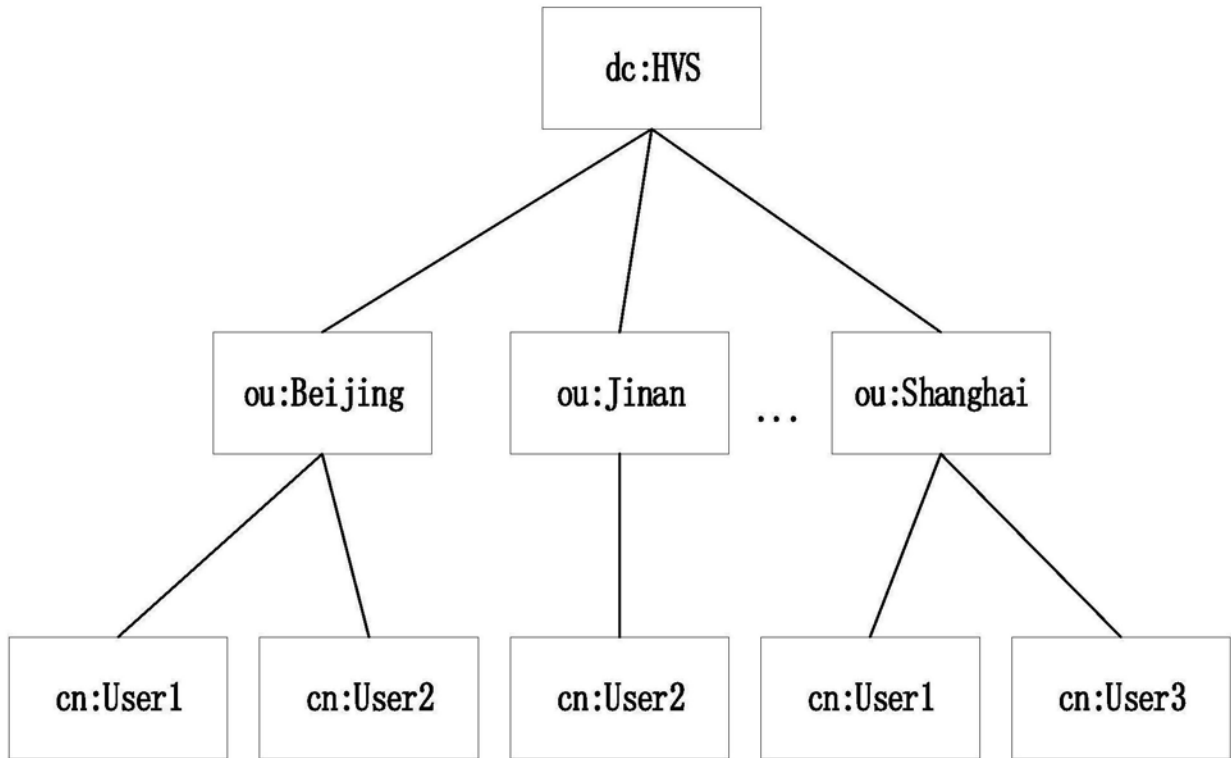 dc:HVS
ou:Beijing
ou:Jinan
...
ou:Shanghai
cn:User1
cn:User2
cn:User2
cn:User1
cn:User3